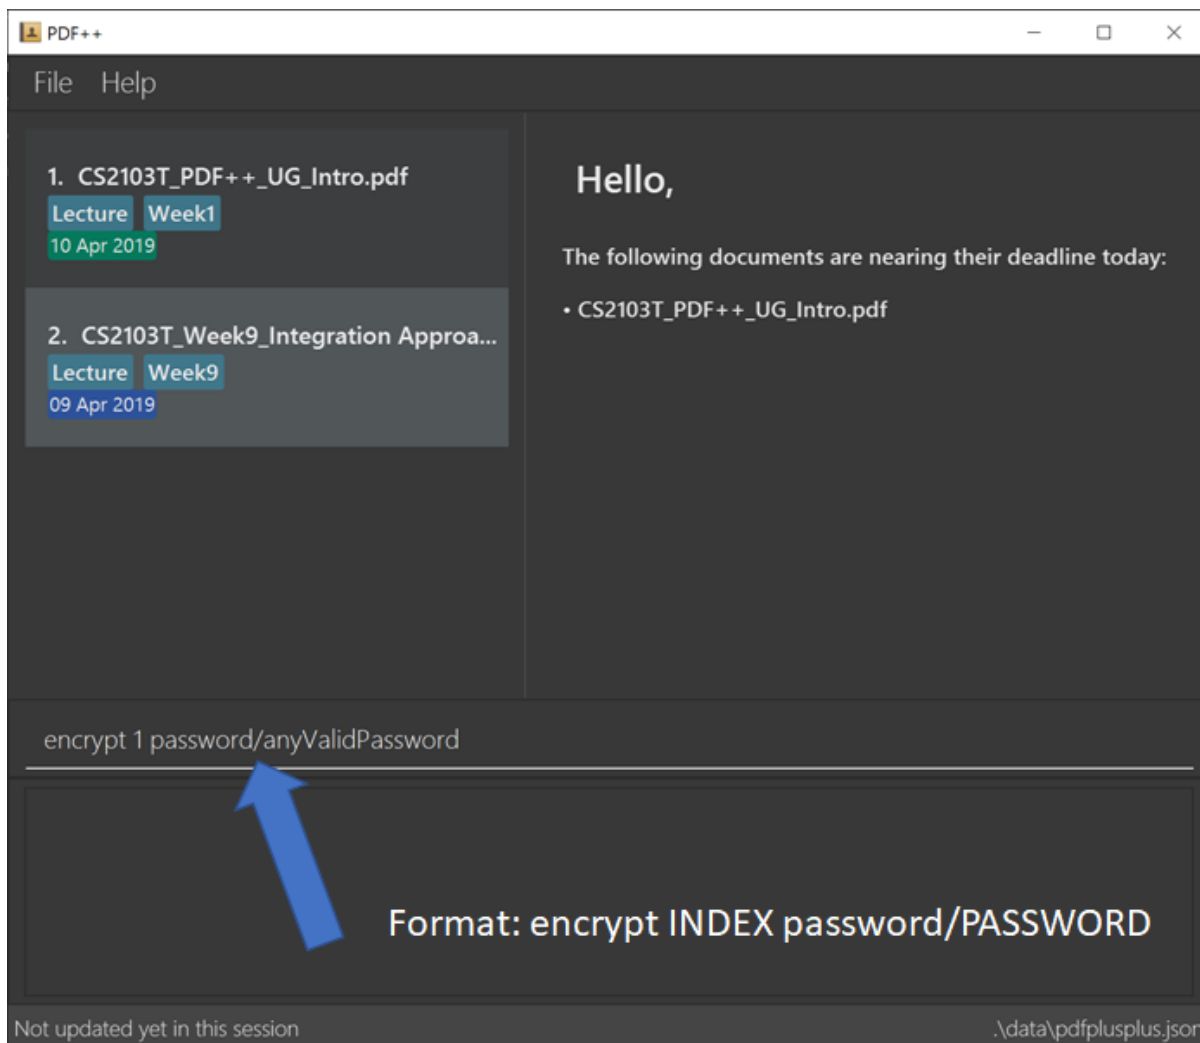 PDF++
File Help
1. CS2103T_PDF++_UG_Intro.pdf
Lecture Week1
10 Apr 2019
2. CS2103T_Week9_Integration Approa...
Lecture Week9
09 Apr 2019
Hello,
The following documents are nearing their deadline today:
• CS2103T_PDF++_UG_Intro.pdf
encrypt 1 password/anyValidPassword
Format: encrypt INDEX password/PASSWORD
Not updated yet in this session
.\data\pdfplusplus.json